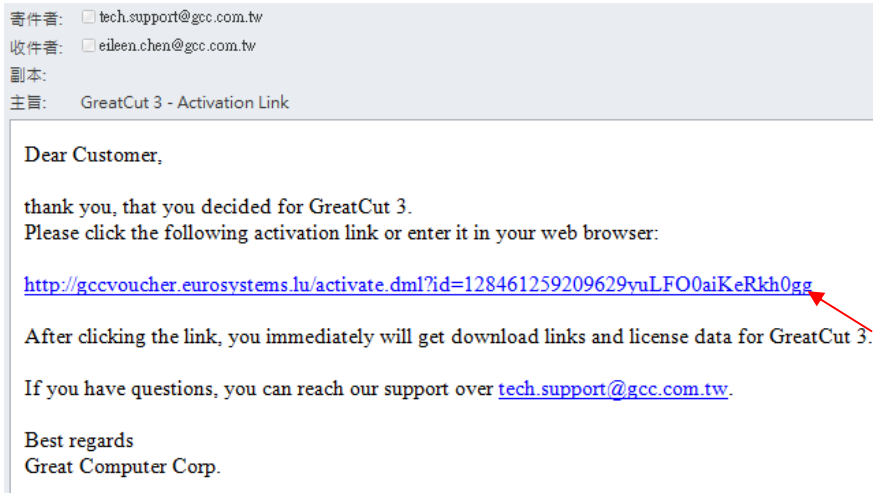 寄件者: tech.support@gcc.com.tw
收件者: eileen.chen@gcc.com.tw
副本:
主旨: GreatCut 3 - Activation Link
Dear Customer,
thank you, that you decided for GreatCut 3.
Please click the following activation link or enter it in your web browser:
http://gccvoucher.eurosystems.lu/activate.dml?id=128461259209629yuLFO0aiKeRkh0gg
After clicking the link, you immediately will get download links and license data for GreatCut 3.
If you have questions, you can reach our support over tech.support@gcc.com.tw.
Best regards
Great Computer Corp.